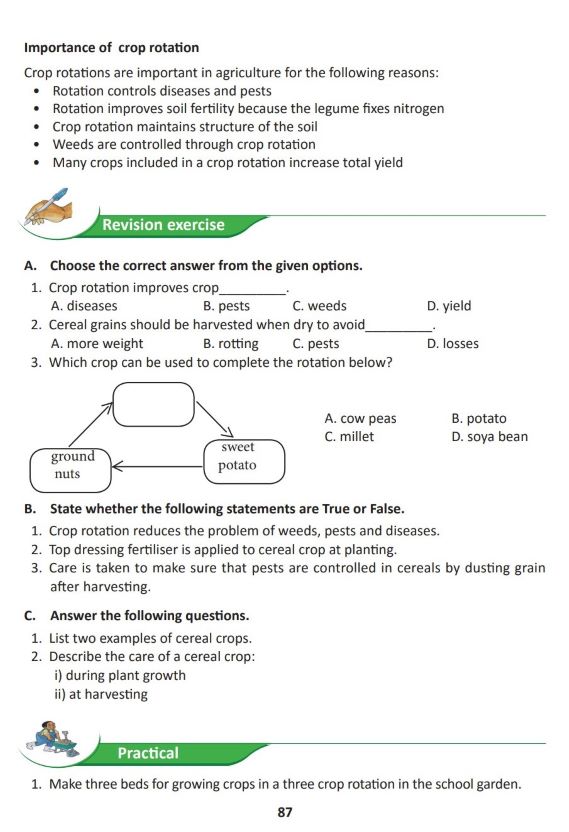 Importance of crop rotation
Crop rotations are important in agriculture for the following reasons:
• Rotation controls diseases and pests
• Rotation improves soil fertility because the legume fixes nitrogen
• Crop rotation maintains structure of the soil
• Weeds are controlled through crop rotation
• Many crops included in a crop rotation increase total yield
Revision exercise
A. Choose the correct answer from the given options.
1. Crop rotation improves crop__________.
A. diseases B. pests C. weeds D. yield
2. Cereal grains should be harvested when dry to avoid__________.
A. more weight B. rotting C. pests D. losses
3. Which crop can be used to complete the rotation below?
A. cow peas B. potato
C. millet D. soya bean
sweet
potato
ground
nuts
B. State whether the following statements are True or False.
1. Crop rotation reduces the problem of weeds, pests and diseases.
2. Top dressing fertiliser is applied to cereal crop at planting.
3. Care is taken to make sure that pests are controlled in cereals by dusting grain
after harvesting.
C. Answer the following questions.
1. List two examples of cereal crops.
2. Describe the care of a cereal crop:
i) during plant growth
ii) at harvesting
Practical
1. Make three beds for growing crops in a three crop rotation in the school garden.
87